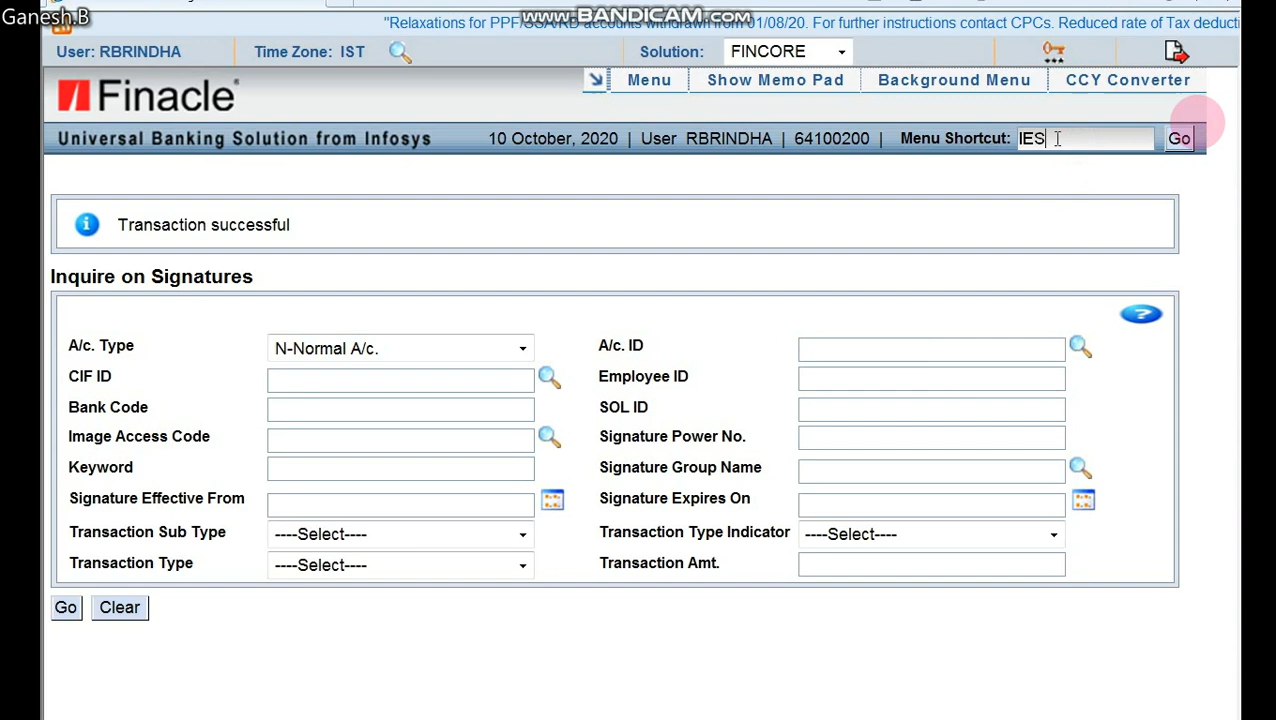 Ganesh.B
www.BANDICAM.com
"Relaxations for PPF/SSA/RD accounts withdrawn from 01/08/20. For further instructions contact CPCs. Reduced rate of Tax deducti
User: RBRINDHA Time Zone: IST Solution: FINCORE
Menu Show Memo Pad Background Menu CCY Converter
Finacle
Universal Banking Solution from Infosys 10 October, 2020 | User RBRINDHA | 64100200 | Menu Shortcut: IES Go
Transaction successful
Inquire on Signatures
A/c. Type N-Normal A/c. A/c. ID
CIF ID Employee ID
Bank Code SOL ID
Image Access Code Signature Power No.
Keyword Signature Group Name
Signature Effective From Signature Expires On
Transaction Sub Type ----Select---- Transaction Type Indicator ----Select----
Transaction Type ----Select---- Transaction Amt.
Go Clear